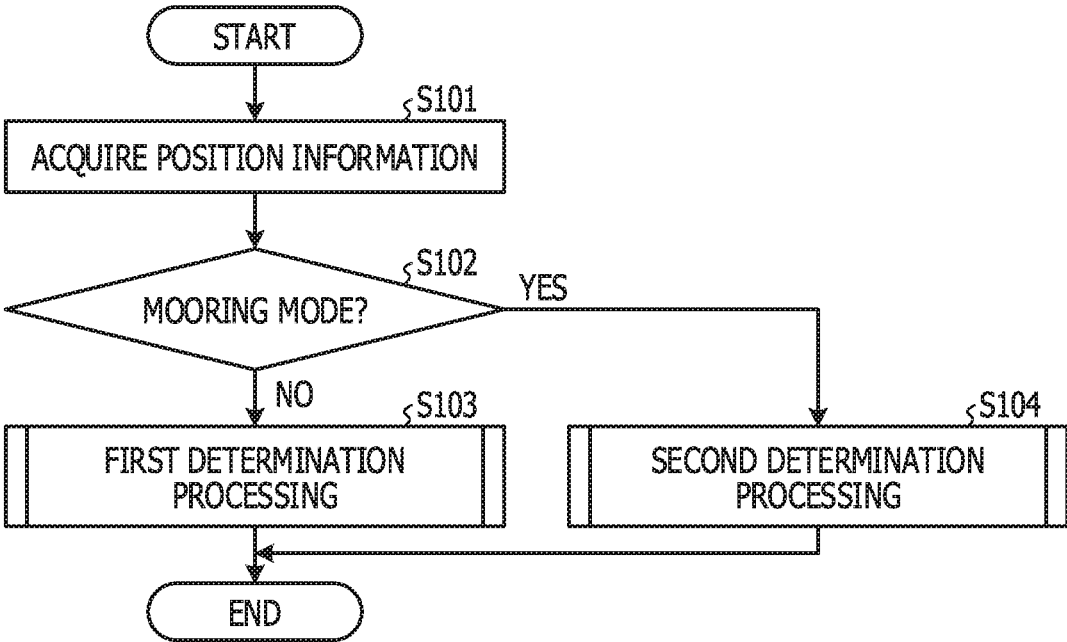 START
S101
ACQUIRE POSITION INFORMATION
S102
MOORING MODE?
YES
NO
S103
FIRST DETERMINATION
PROCESSING
S104
SECOND DETERMINATION
PROCESSING
END